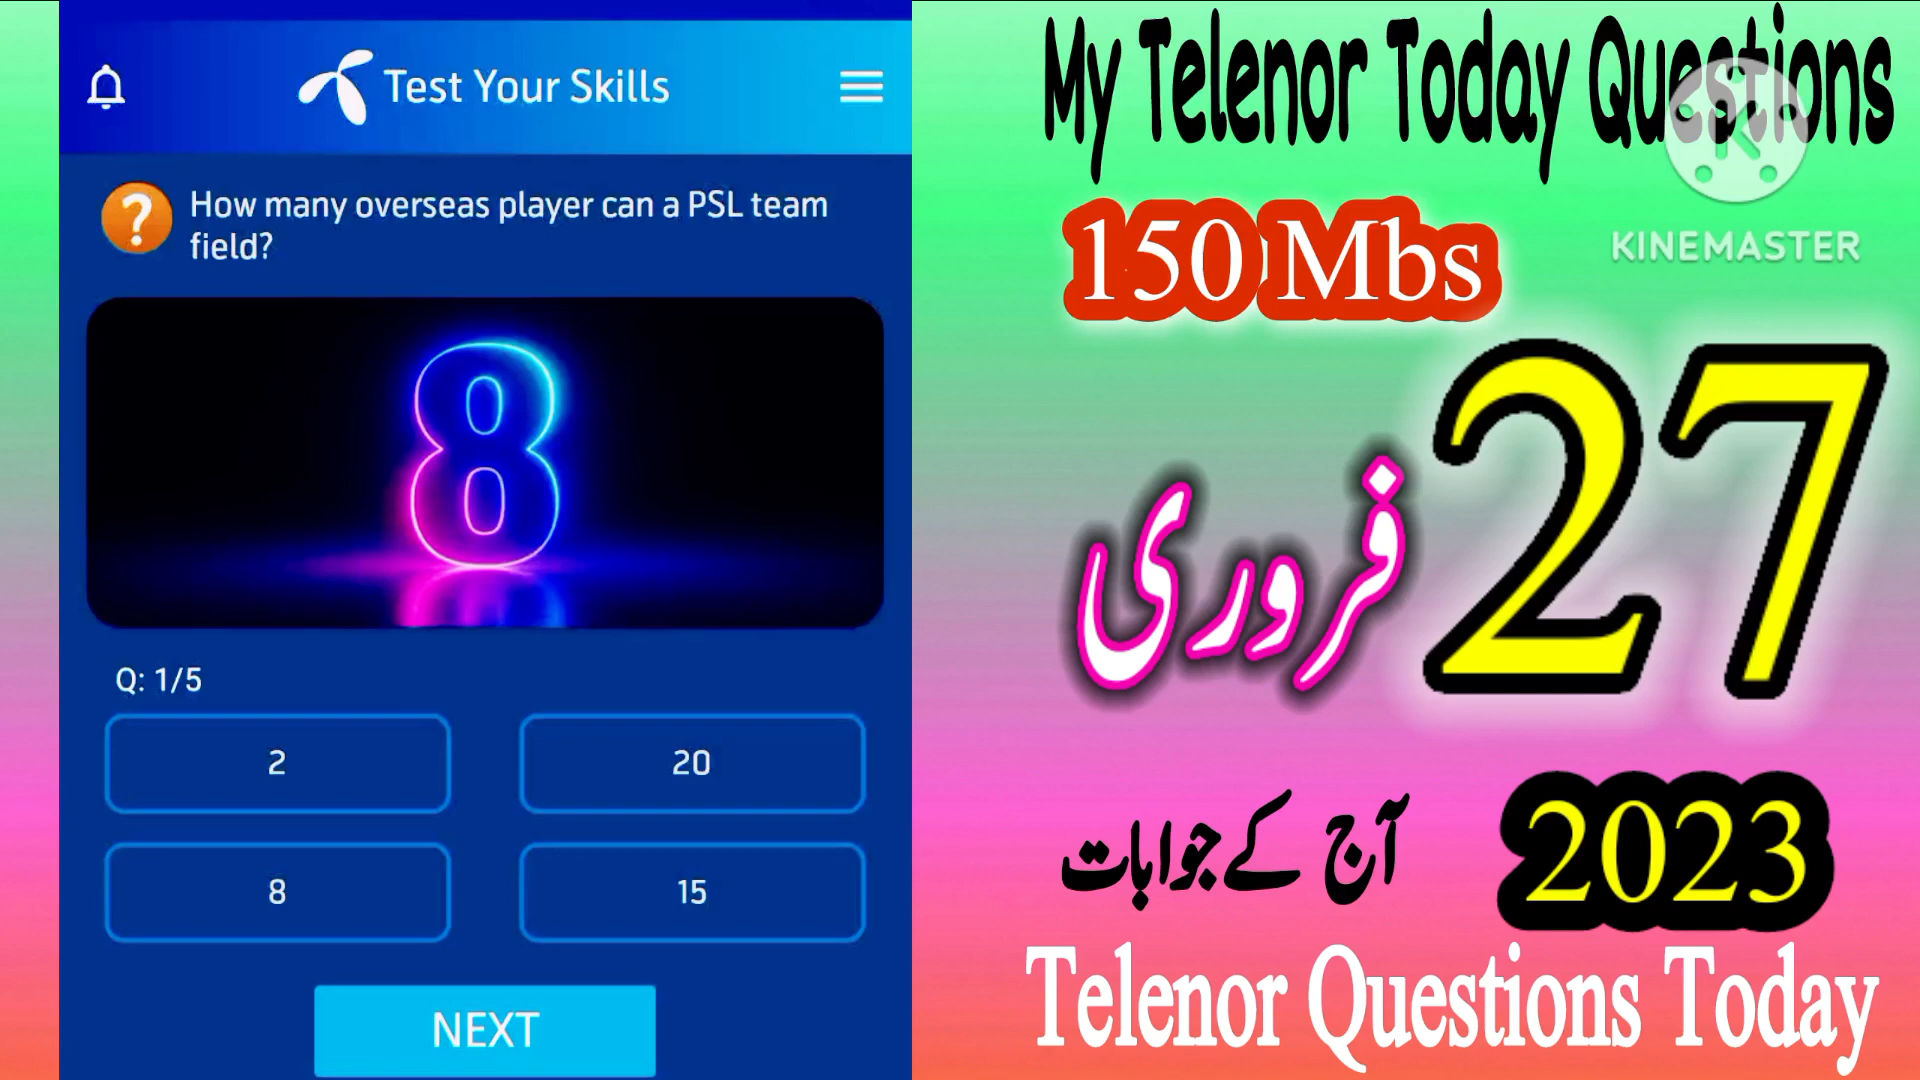 Test Your Skills
?
How many overseas player can a PSL team
field?
8
Q: 1/5
2
20
8
15
NEXT
My Telenor Today Questions
K
KINEMASTER
150 Mbs
27
فروری
آج کے جوابات
2023
Telenor Questions Today